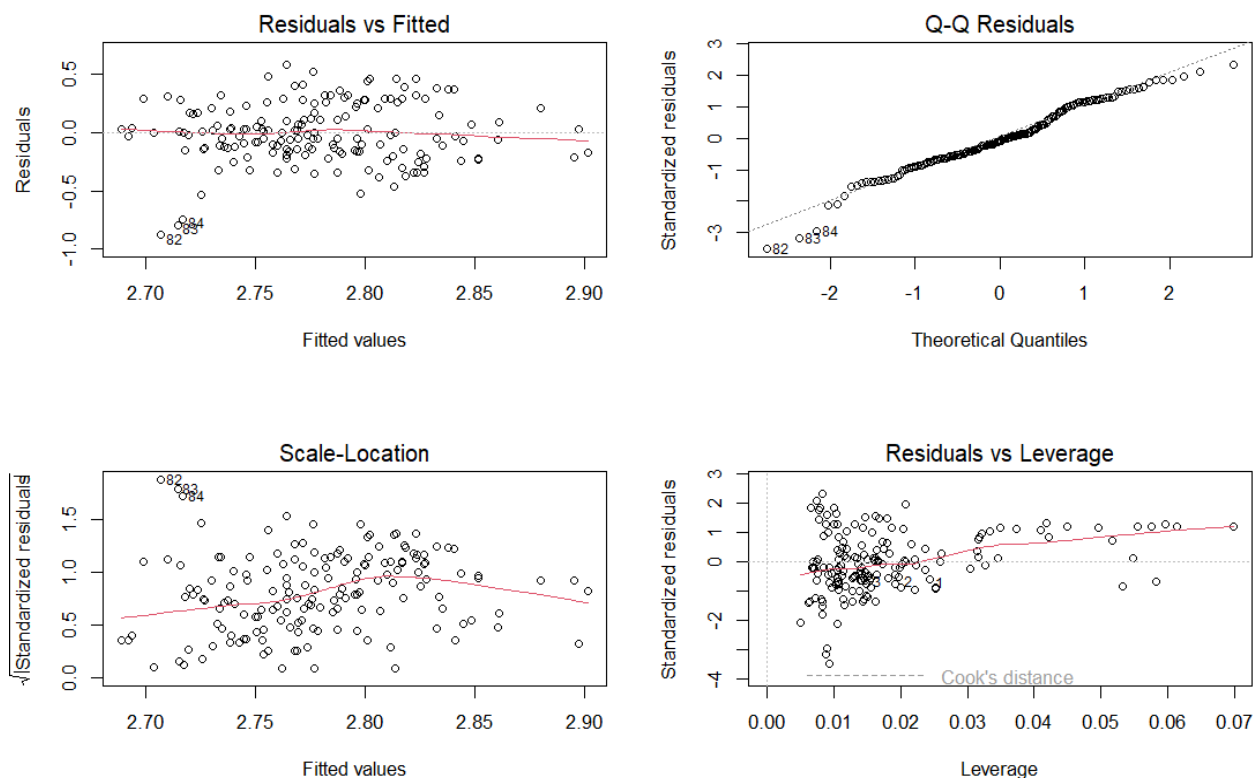 Residuals vs Fitted
Residuals
0.5
0.0
-0.5
-1.0
84
83
82
2.70 2.75 2.80 2.85 2.90
Fitted values
Q-Q Residuals
Standardized residuals
3
2
1
0
-1
-3
84
83
82
-2 -1 0 1 2
Theoretical Quantiles
Scale-Location
√|Standardized residuals|
1.5
1.0
0.5
0.0
82
83
84
2.70 2.75 2.80 2.85 2.90
Fitted values
Residuals vs Leverage
Standardized residuals
3
2
1
0
-2
-4
3 2 1
Cook's distance
0.00 0.01 0.02 0.03 0.04 0.05 0.06 0.07
Leverage